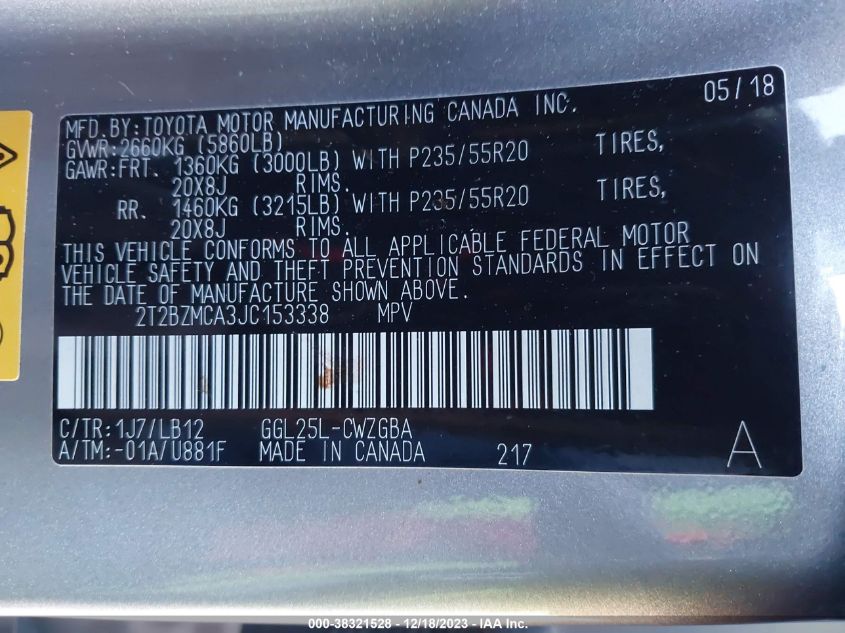 05/18
MFD.BY:TOYOTA MOTOR MANUFACTURING CANADA INC.
GVWR:2660KG (5860LB)
GAWR:FRT. 1360KG (3000LB) WITH P235/55R20 TIRES,
20X8J RIMS.
RR. 1460KG (3215LB) WITH P235/55R20 TIRES,
20X8J RIMS.
THIS VEHICLE CONFORMS TO ALL APPLICABLE FEDERAL MOTOR
VEHICLE SAFETY AND THEFT PREVENTION STANDARDS IN EFFECT ON
THE DATE OF MANUFACTURE SHOWN ABOVE.
2T2BZMCA3JC153338 MPV
C/TR:1J7/LB12 GGL25L-CWZGBA
A/TM:-01A/U881F MADE IN CANADA 217 A
000-38321528 - 12/18/2023 - IAA Inc.